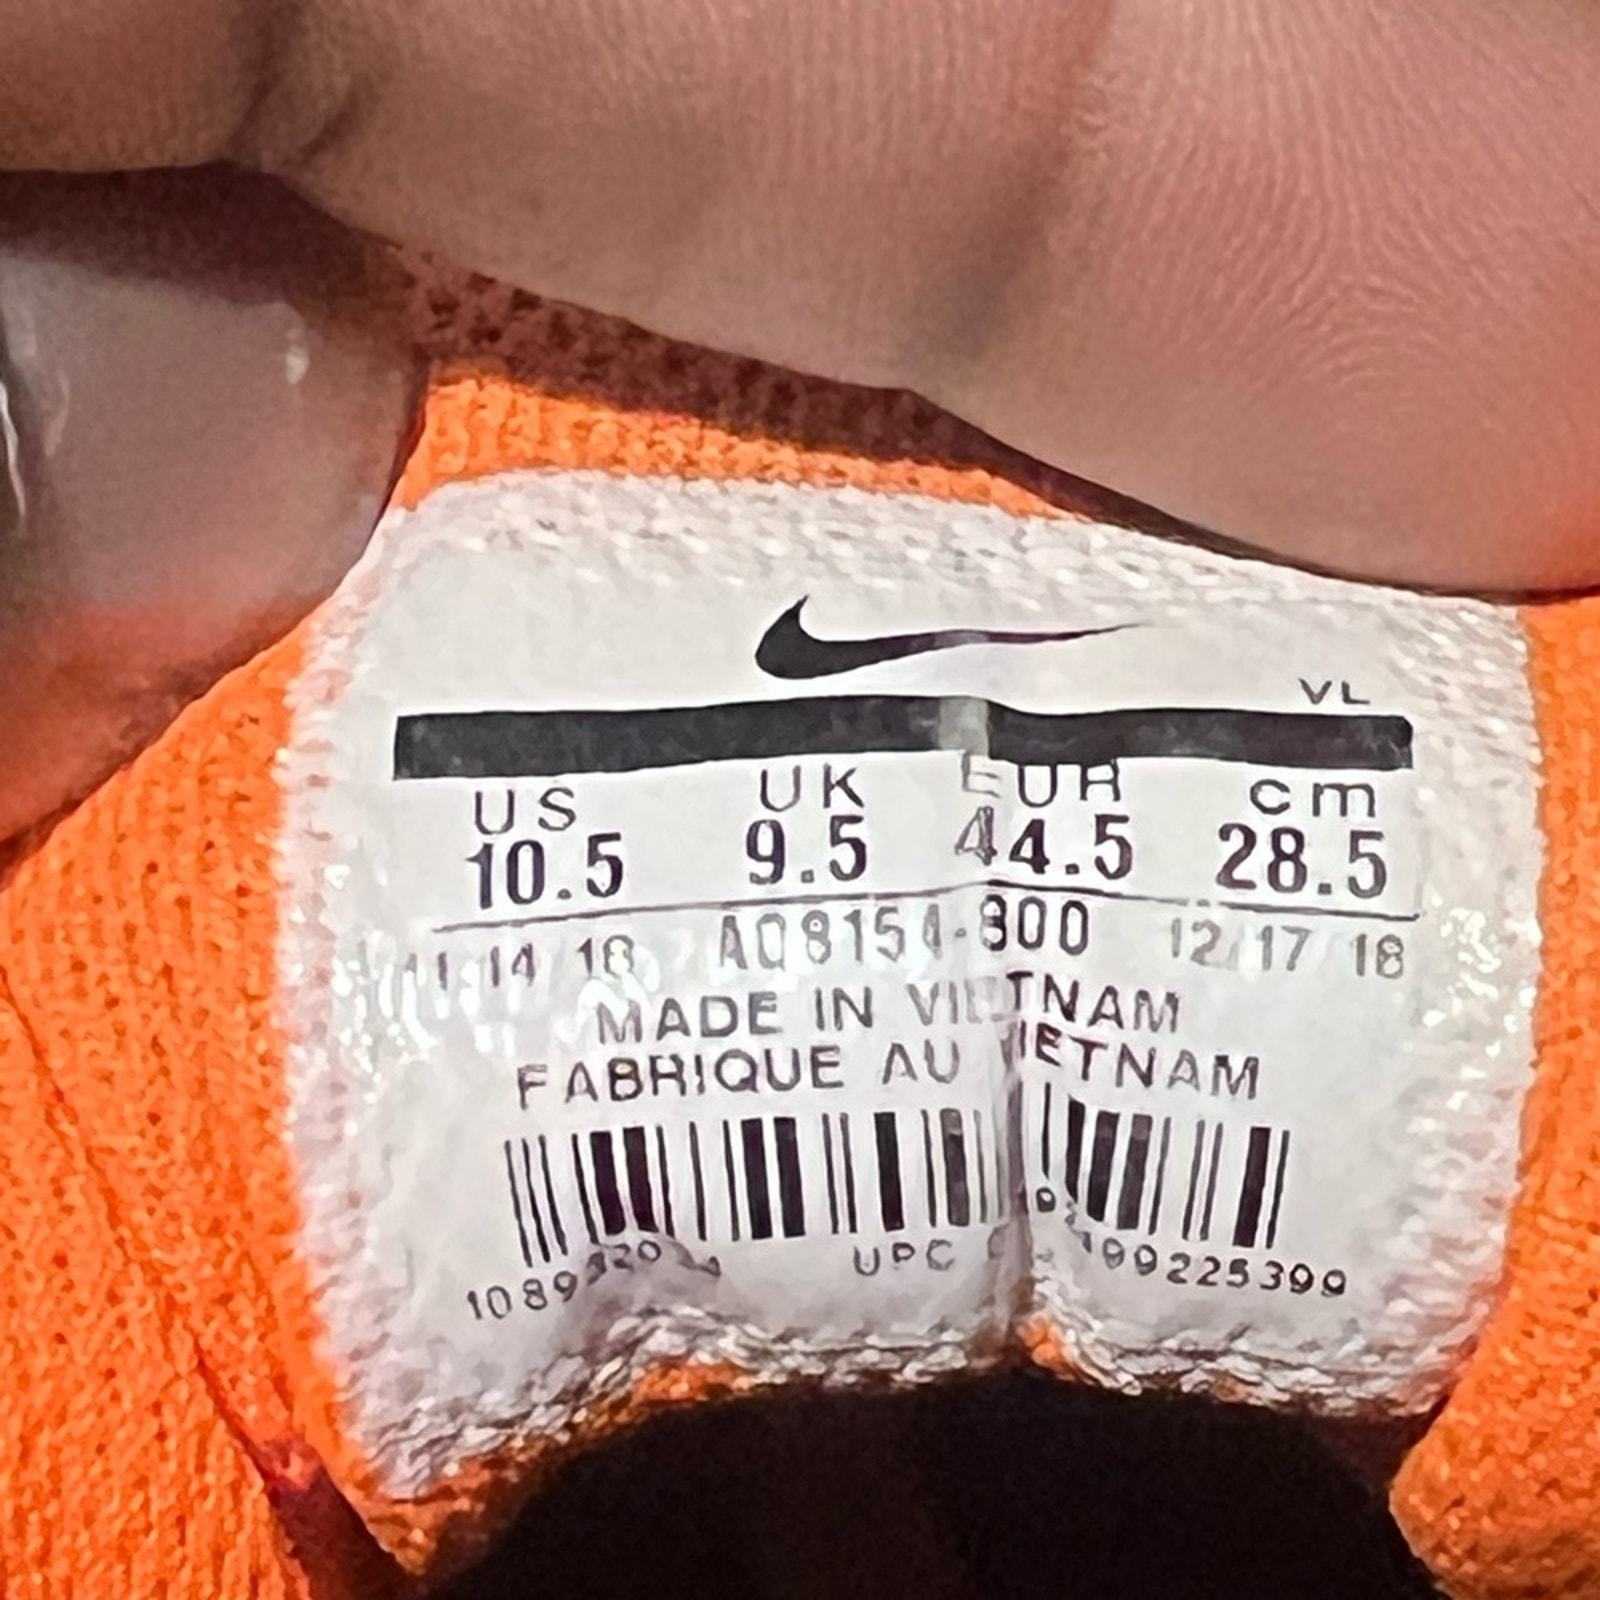 VL
US UK EUR cm
10.5 9.5 44.5 28.5
11/14/18 AO8154-800 12/17/18
MADE IN VIETNAM
FABRIQUE AU VIETNAM
UPC